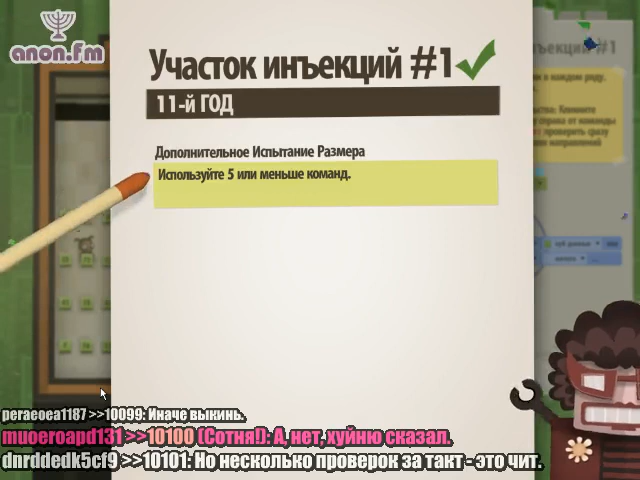 anon.fm
Участок инъекций #1
11-й ГОД
Дополнительное Испытание Размера
Используйте 5 или меньше команд.
peraeoea1187 >>10099: Иначе выкинь.
muoeroapd131 >>10100 (Сотня!): А, нет, хуйню сказал.
dnrddedk5cf9 >>10101: Но несколько проверок за такт - это чит.